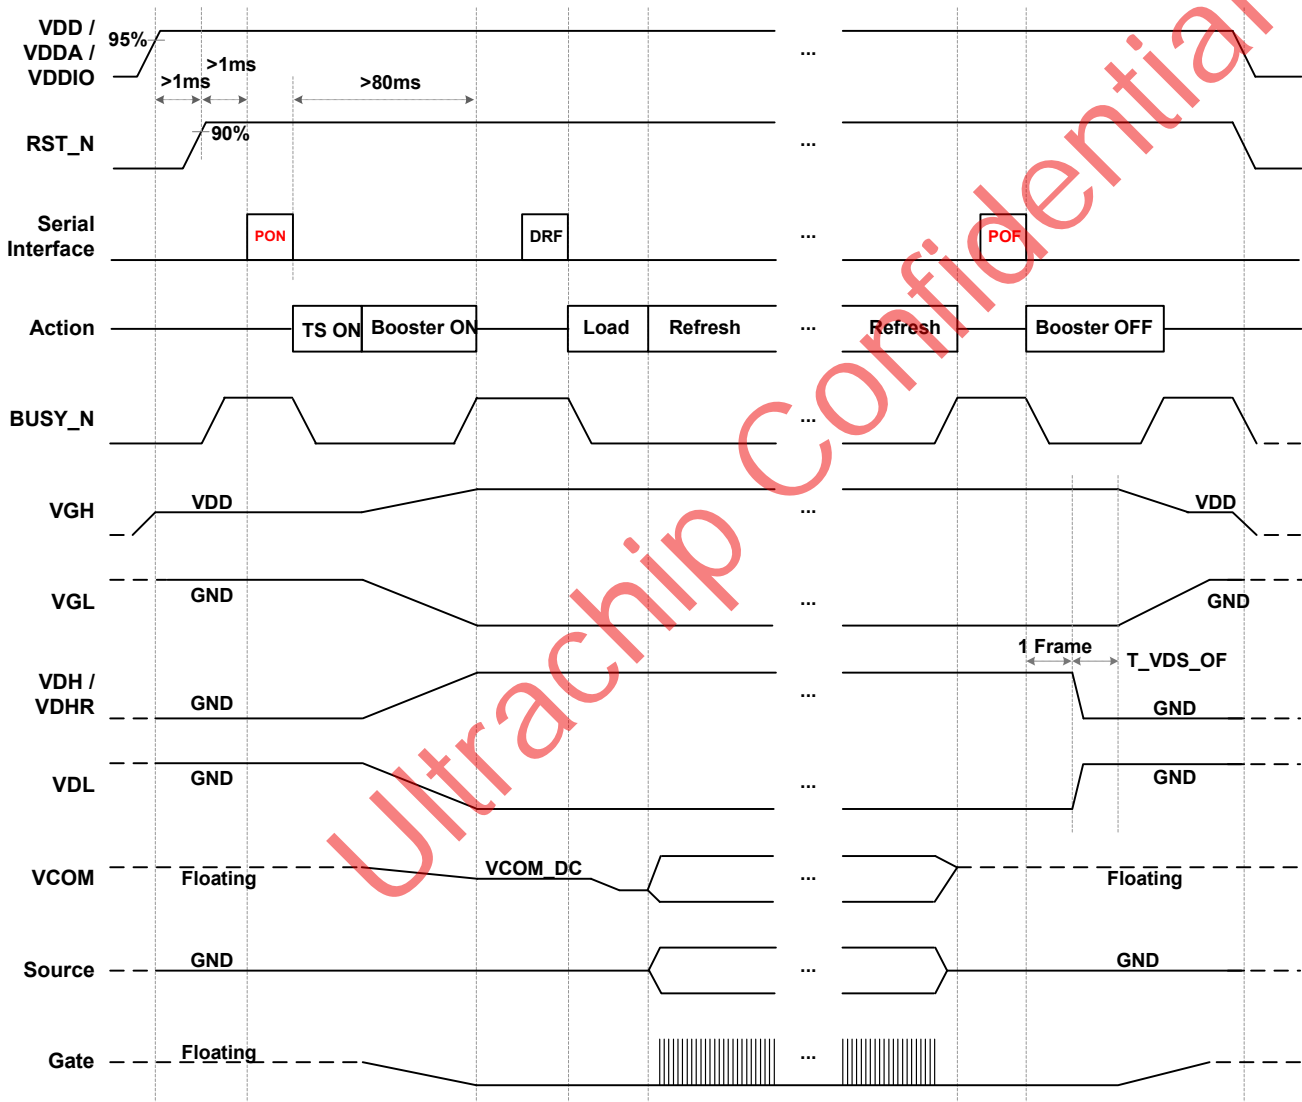 VDD /
VDDA /
VDDIO
95%
>1ms
>1ms
>80ms
...
RST_N
90%
...
Serial
Interface
PON
DRF
...
POF
Action
TS ON
Booster ON
Load
Refresh
...
Refresh
Booster OFF
BUSY_N
...
VGH
VDD
...
VDD
VGL
GND
...
GND
1 Frame
T_VDS_OF
VDH /
VDHR
GND
...
GND
VDL
GND
...
GND
VCOM
Floating
VCOM_DC
...
Floating
Source
GND
...
GND
Gate
Floating
...
Ultrachip Confidential